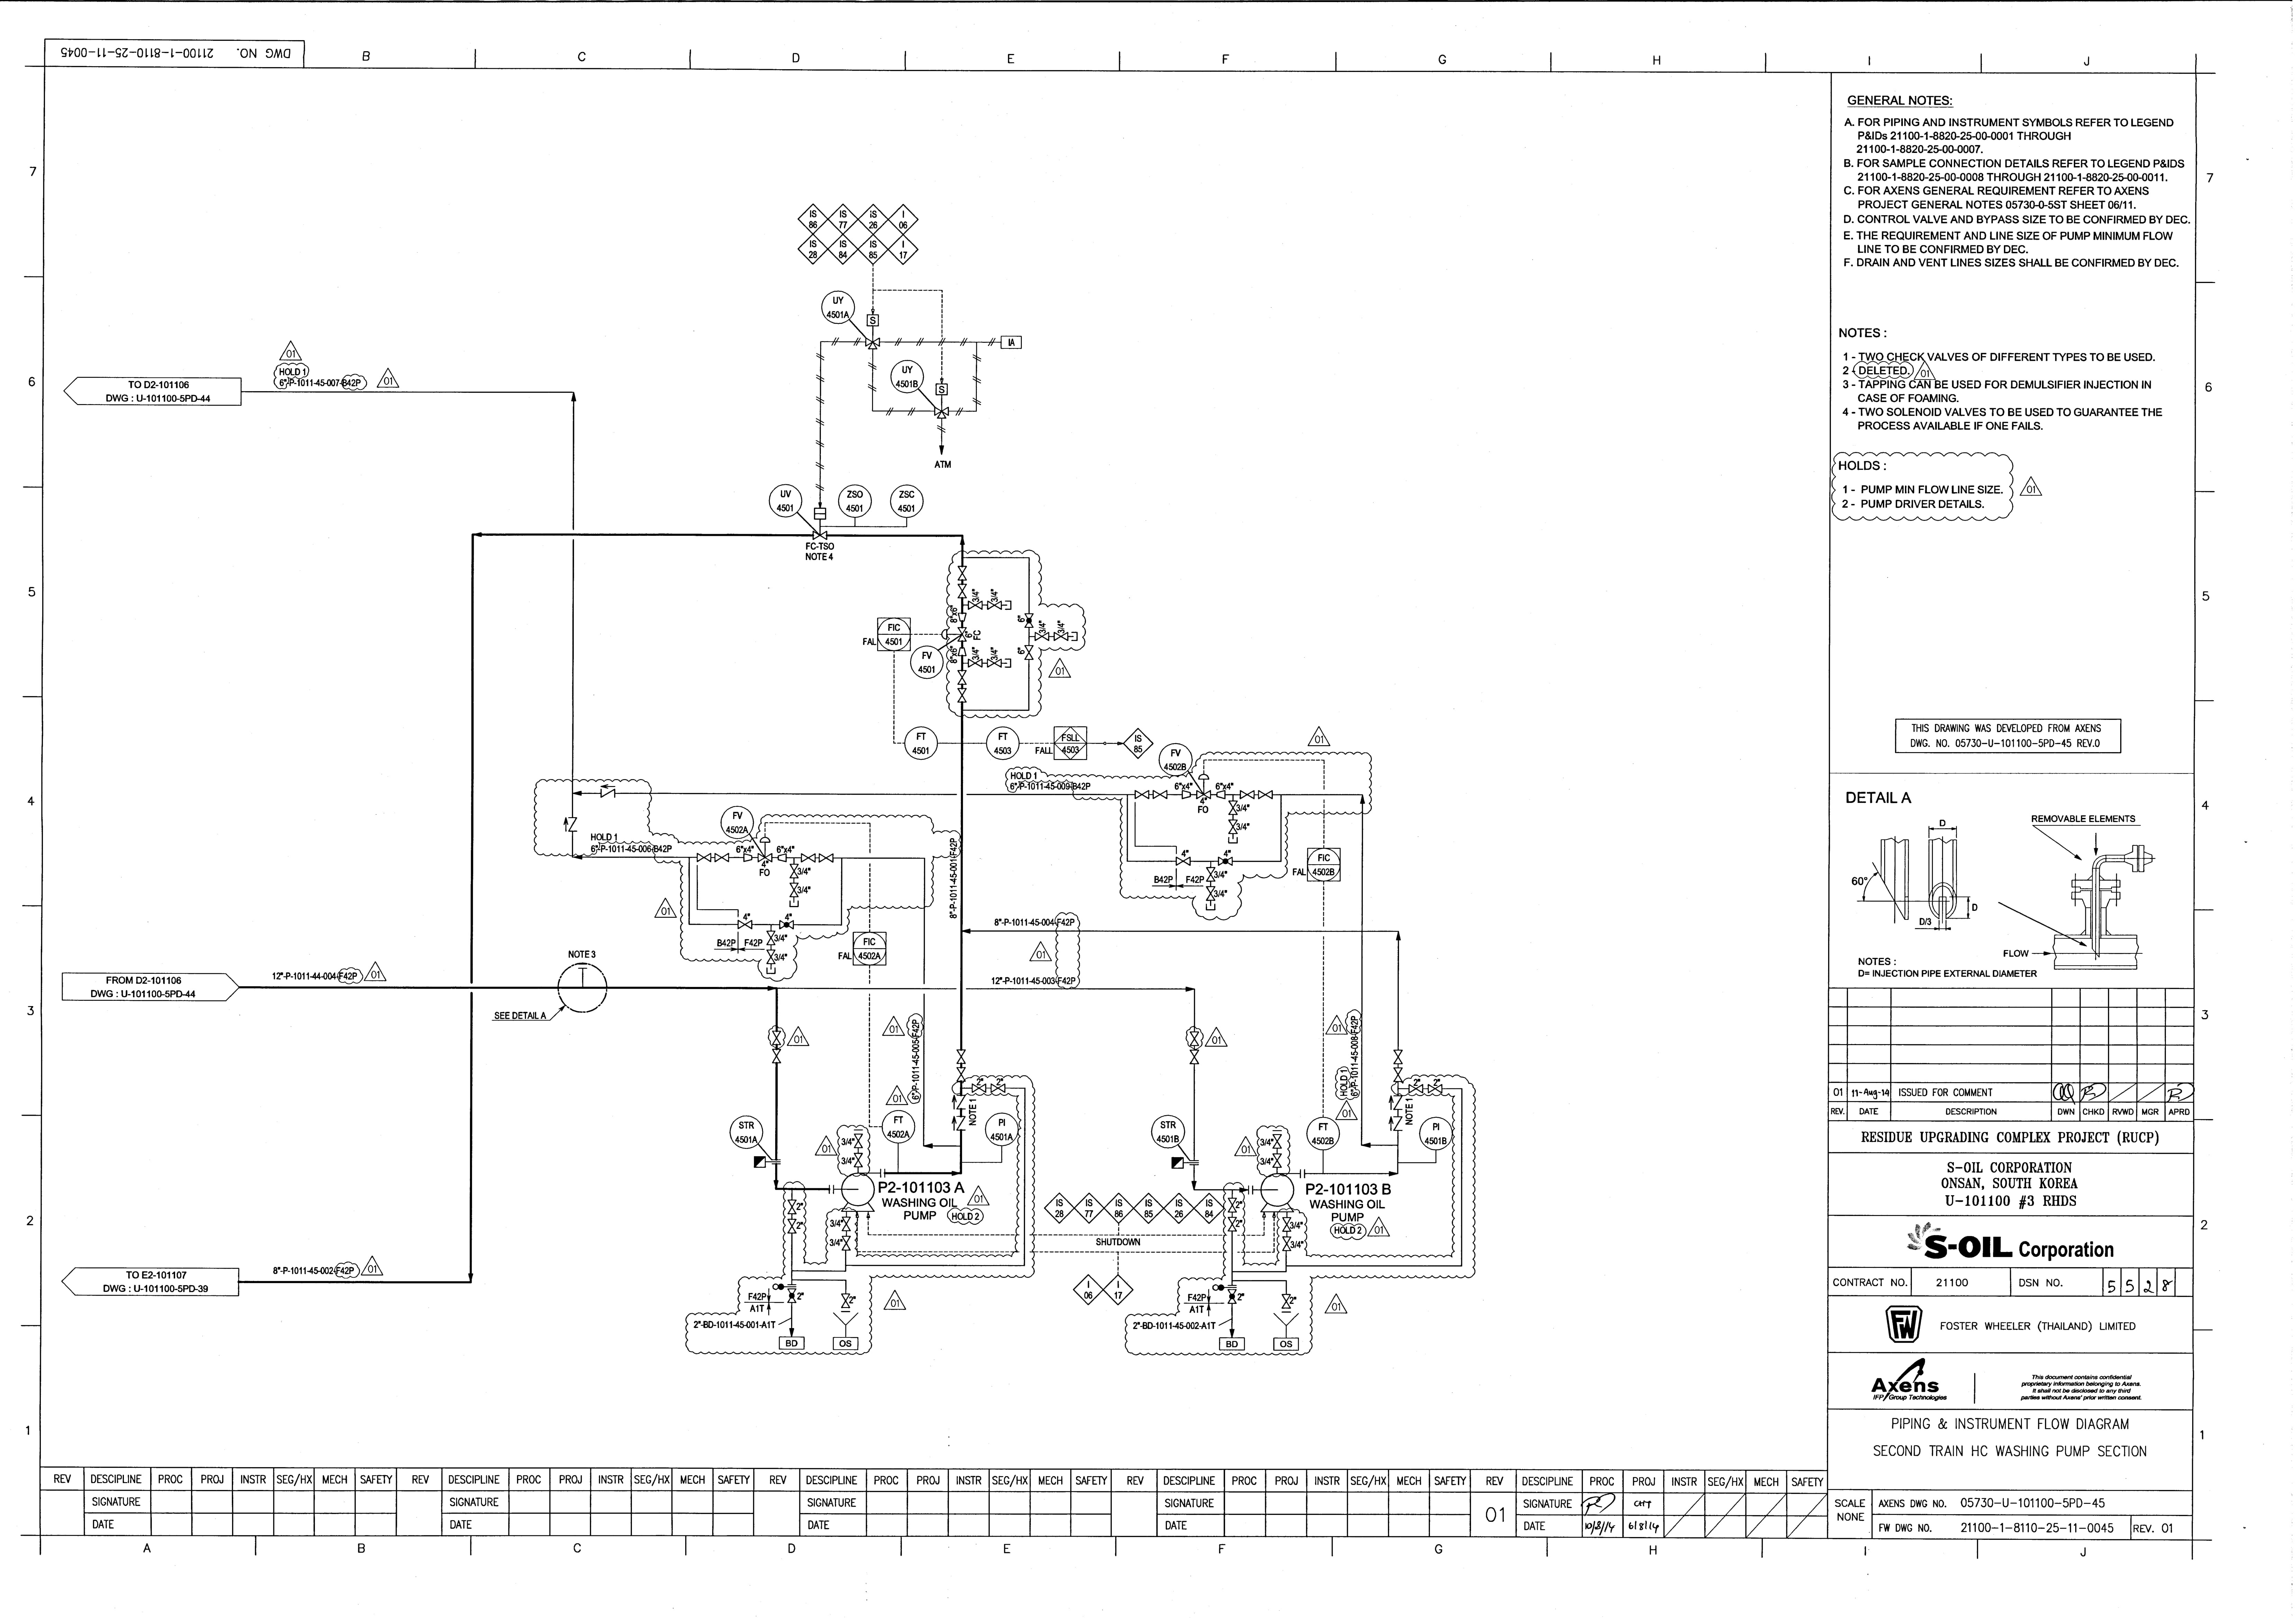 DWG NO. 21100-1-8110-25-11-0045
B
C
D
E
F
G
H
I
J
7
6
5
4
3
2
1
7
6
5
4
3
2
1
IS 86
IS 77
IS 26
I 06
IS 28
IS 84
IS 85
I 17
UY 4501A
S
IA
UY 4501B
S
ATM
01
HOLD 1
6"-P-1011-45-007-B42P
01
TO D2-101106
DWG : U-101100-5PD-44
UV 4501
ZSO 4501
ZSC 4501
FC-TSO
NOTE 4
3/4"
3/4"
8"x6"
6"
FC
6"
3/4"
3/4"
8"x6"
3/4"
3/4"
6"
01
FIC 4501
FAL
FV 4501
FT 4501
FT 4503
FALL
FSLL 4503
IS 85
FV 4502B
01
HOLD 1
6"-P-1011-45-009-B42P
6"x4"
6"x4"
4"
FO
3/4"
3/4"
4"
4"
B42P
F42P
3/4"
3/4"
FIC 4502B
FAL
FV 4502A
HOLD 1
6"-P-1011-45-006-B42P
6"x4"
6"x4"
4"
FO
3/4"
3/4"
01
4"
4"
B42P
F42P
3/4"
3/4"
FIC 4502A
FAL
8"-P-1011-45-001-F42P
8"-P-1011-45-004-F42P
01
12"-P-1011-45-003-F42P
NOTE 3
SEE DETAIL A
FROM D2-101106
DWG : U-101100-5PD-44
12"-P-1011-44-004-F42P
01
01
01
6"-P-1011-45-005-F42P
01
2"
2"
NOTE 1
STR 4501A
FT 4502A
PI 4501A
01
3/4"
3/4"
P2-101103 A
WASHING OIL
PUMP
HOLD 2
01
2"
2"
3/4"
3/4"
F42P
A1T
2"
2"
2"-BD-1011-45-001-A1T
BD
OS
01
01
01
HOLD 1
6"-P-1011-45-008-F42P
01
2"
2"
NOTE 1
STR 4501B
FT 4502B
PI 4501B
01
3/4"
3/4"
P2-101103 B
WASHING OIL
PUMP
HOLD 2
01
IS 28
IS 77
IS 86
IS 85
IS 26
IS 84
SHUTDOWN
I 06
I 17
2"
2"
3/4"
3/4"
F42P
A1T
2"
2"
2"-BD-1011-45-002-A1T
BD
OS
01
TO E2-101107
DWG : U-101100-5PD-39
8"-P-1011-45-002-F42P
01
GENERAL NOTES:
A. FOR PIPING AND INSTRUMENT SYMBOLS REFER TO LEGEND
P&IDs 21100-1-8820-25-00-0001 THROUGH
21100-1-8820-25-00-0007.
B. FOR SAMPLE CONNECTION DETAILS REFER TO LEGEND P&IDS
21100-1-8820-25-00-0008 THROUGH 21100-1-8820-25-00-0011.
C. FOR AXENS GENERAL REQUIREMENT REFER TO AXENS
PROJECT GENERAL NOTES 05730-0-5ST SHEET 06/11.
D. CONTROL VALVE AND BYPASS SIZE TO BE CONFIRMED BY DEC.
E. THE REQUIREMENT AND LINE SIZE OF PUMP MINIMUM FLOW
LINE TO BE CONFIRMED BY DEC.
F. DRAIN AND VENT LINES SIZES SHALL BE CONFIRMED BY DEC.
NOTES :
1 - TWO CHECK VALVES OF DIFFERENT TYPES TO BE USED.
2 - DELETED. 01
3 - TAPPING CAN BE USED FOR DEMULSIFIER INJECTION IN
CASE OF FOAMING.
4 - TWO SOLENOID VALVES TO BE USED TO GUARANTEE THE
PROCESS AVAILABLE IF ONE FAILS.
HOLDS :
1 - PUMP MIN FLOW LINE SIZE.
2 - PUMP DRIVER DETAILS.
01
THIS DRAWING WAS DEVELOPED FROM AXENS
DWG. NO. 05730-U-101100-5PD-45 REV.0
DETAIL A
D
REMOVABLE ELEMENTS
60°
D
D/3
FLOW
NOTES :
D= INJECTION PIPE EXTERNAL DIAMETER
01 11-Aug-14 ISSUED FOR COMMENT
REV. DATE DESCRIPTION DWN CHKD RVWD MGR APRD
RESIDUE UPGRADING COMPLEX PROJECT (RUCP)
S-OIL CORPORATION
ONSAN, SOUTH KOREA
U-101100 #3 RHDS
S-OIL Corporation
CONTRACT NO. 21100 DSN NO. 5 5 2 8
FW FOSTER WHEELER (THAILAND) LIMITED
Axens
IFP Group Technologies
This document contains confidential
proprietary information belonging to Axens.
It shall not be disclosed to any third
parties without Axens' prior written consent.
PIPING & INSTRUMENT FLOW DIAGRAM
SECOND TRAIN HC WASHING PUMP SECTION
SCALE NONE
AXENS DWG NO. 05730-U-101100-5PD-45
FW DWG NO. 21100-1-8110-25-11-0045 REV. 01
REV DESCIPLINE PROC PROJ INSTR SEG/HX MECH SAFETY REV DESCIPLINE PROC PROJ INSTR SEG/HX MECH SAFETY REV DESCIPLINE PROC PROJ INSTR SEG/HX MECH SAFETY REV DESCIPLINE PROC PROJ INSTR SEG/HX MECH SAFETY REV DESCIPLINE PROC PROJ INSTR SEG/HX MECH SAFETY
SIGNATURE SIGNATURE SIGNATURE SIGNATURE 01 SIGNATURE CHT
DATE DATE DATE DATE DATE 10/8/14 6/8/14
A B C D E F G H I J